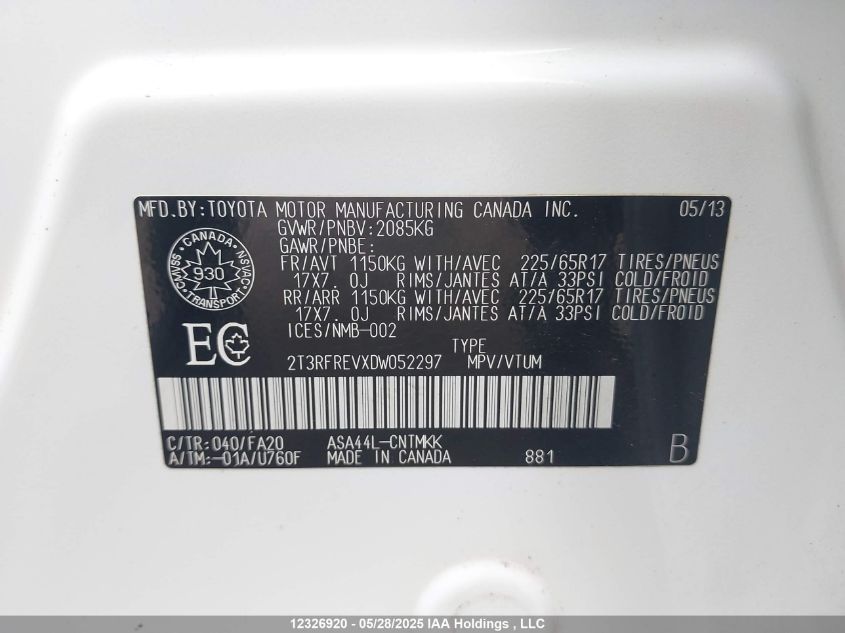 MFD.BY:TOYOTA MOTOR MANUFACTURING CANADA INC. 05/13
GVWR/PNBV:2085KG
GAWR/PNBE:
FR/AVT 1150KG WITH/AVEC 225/65R17 TIRES/PNEUS
17X7.0J RIMS/JANTES AT/A 33PSI COLD/FROID
RR/ARR 1150KG WITH/AVEC 225/65R17 TIRES/PNEUS
17X7.0J RIMS/JANTES AT/A 33PSI COLD/FROID
ICES/NMB-002
CANADA
CMVSS 930 NSVAC
TRANSPORT
EC
TYPE
2T3RFREVXDW052297 MPV/VTUM
C/TR:040/FA20 ASA44L-CNTMKK
A/TM:-01A/U760F MADE IN CANADA 881 B
12326920 - 05/28/2025 IAA Holdings , LLC